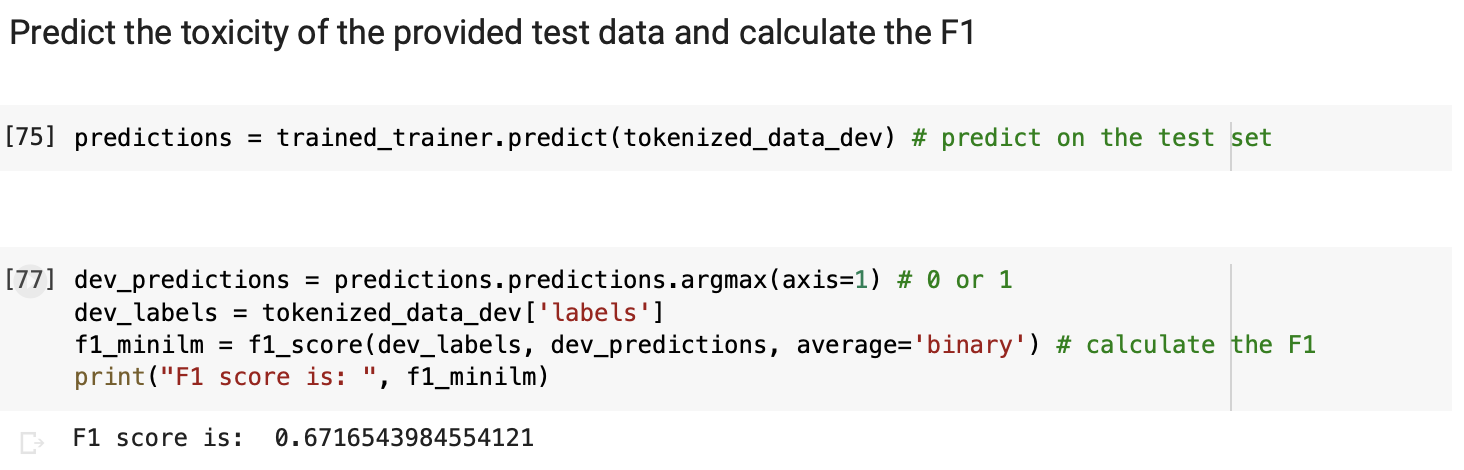 Predict the toxicity of the provided test data and calculate the F1
[75] predictions = trained_trainer.predict(tokenized_data_dev) # predict on the test set
[77] dev_predictions = predictions.predictions.argmax(axis=1) # 0 or 1
dev_labels = tokenized_data_dev['labels']
f1_minilm = f1_score(dev_labels, dev_predictions, average='binary') # calculate the F1
print("F1 score is: ", f1_minilm)
F1 score is:  0.6716543984554121